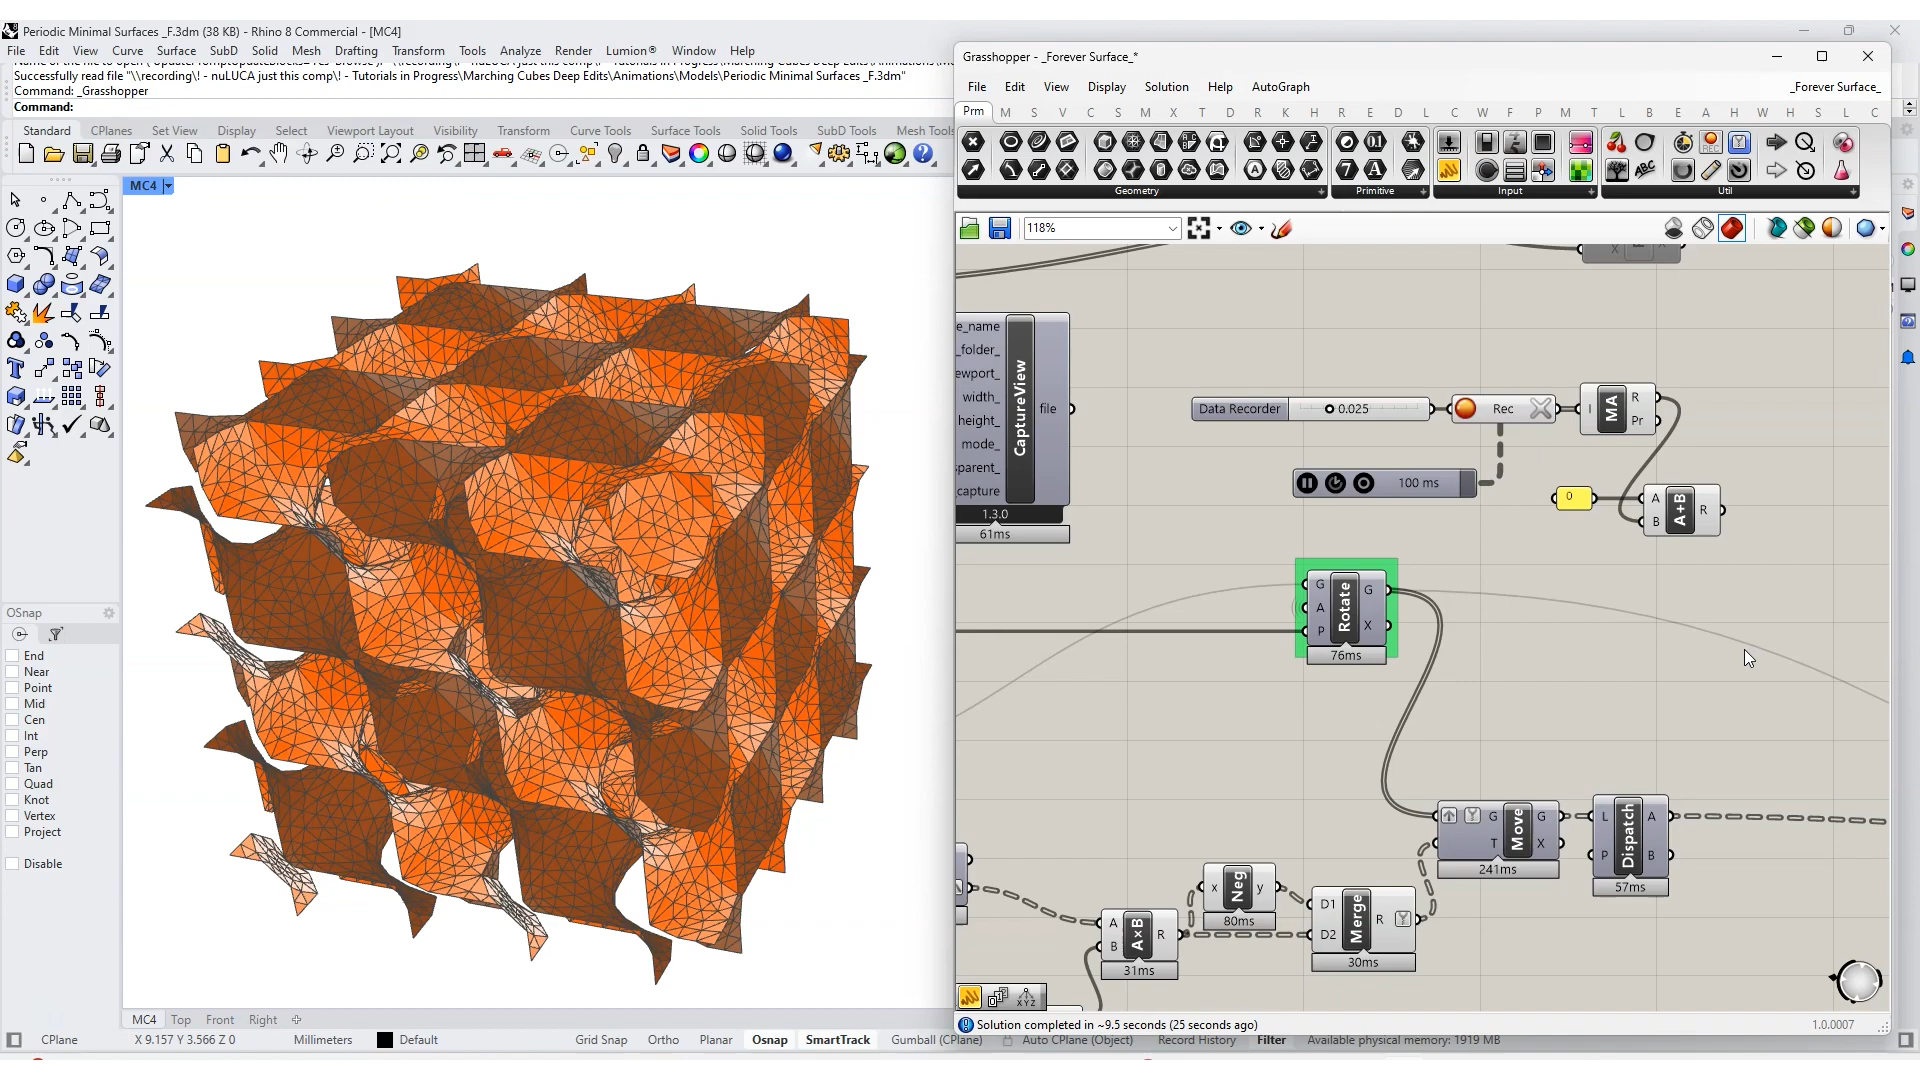 Periodic Minimal Surfaces _F.3dm (38 KB) - Rhino 8 Commercial - [MC4]
File Edit View Curve Surface SubD Solid Mesh Drafting Transform Tools Analyze Render Lumion® Window Help
Successfully read file "\\recording\! - nuLUCA just this comp\! - Tutorials in Progress\Marching Cubes Deep Edits\Animations\Models\Periodic Minimal Surfaces _F.3dm"
Command: _Grasshopper
Command:
Standard CPlanes Set View Display Select Viewport Layout Visibility Transform Curve Tools Surface Tools Solid Tools SubD Tools Mesh Tools
MC4
OSnap
End
Near
Point
Mid
Cen
Int
Perp
Tan
Quad
Knot
Vertex
Project
Disable
MC4 Top Front Right
CPlane X 9.157 Y 3.566 Z 0 Millimeters Default Grid Snap Ortho Planar Osnap SmartTrack Gumball (CPlane) Auto CPlane (Object) Record History Filter Available physical memory: 1919 MB
Grasshopper - _Forever Surface_*
File Edit View Display Solution Help AutoGraph _Forever Surface_
Prm M S V C S M X T D R K H R E D L C W F P M T L B E A H W H S L C
Geometry Primitive Input Util
118%
e_name
_folder_
ewport_
width_
height_
mode_
sparent_
_capture
CaptureView
file
1.3.0
61ms
Data Recorder 0.025
Rec
I MA R Pr
100 ms
0
A B A+B R
G A P Rotate G X
76ms
G T Move G X
241ms
L P Dispatch A B
57ms
x Neg y
80ms
D1 D2 Merge R
30ms
A B A×B R
31ms
XYZ
Solution completed in ~9.5 seconds (25 seconds ago)
1.0.0007